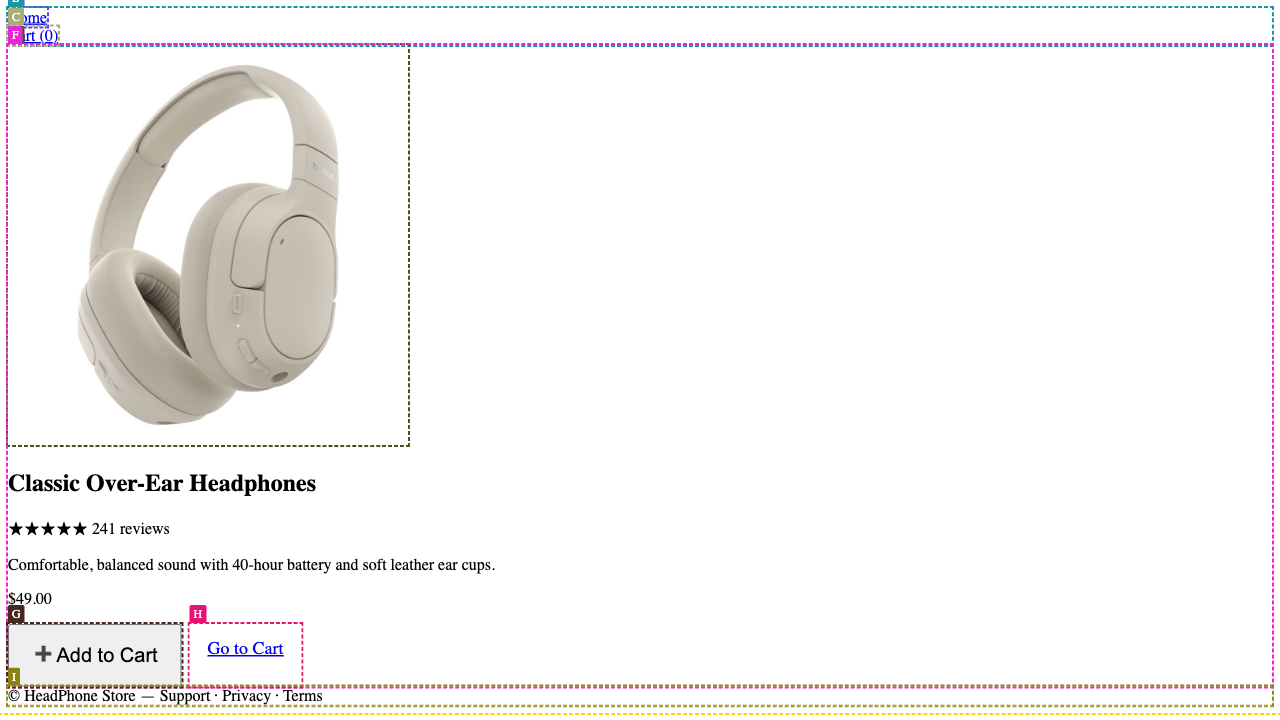 C
ome
F
rt (0)
Classic Over-Ear Headphones
★★★★★ 241 reviews
Comfortable, balanced sound with 40-hour battery and soft leather ear cups.
$49.00
G
H
➕ Add to Cart
Go to Cart
I
© HeadPhone Store — Support · Privacy · Terms